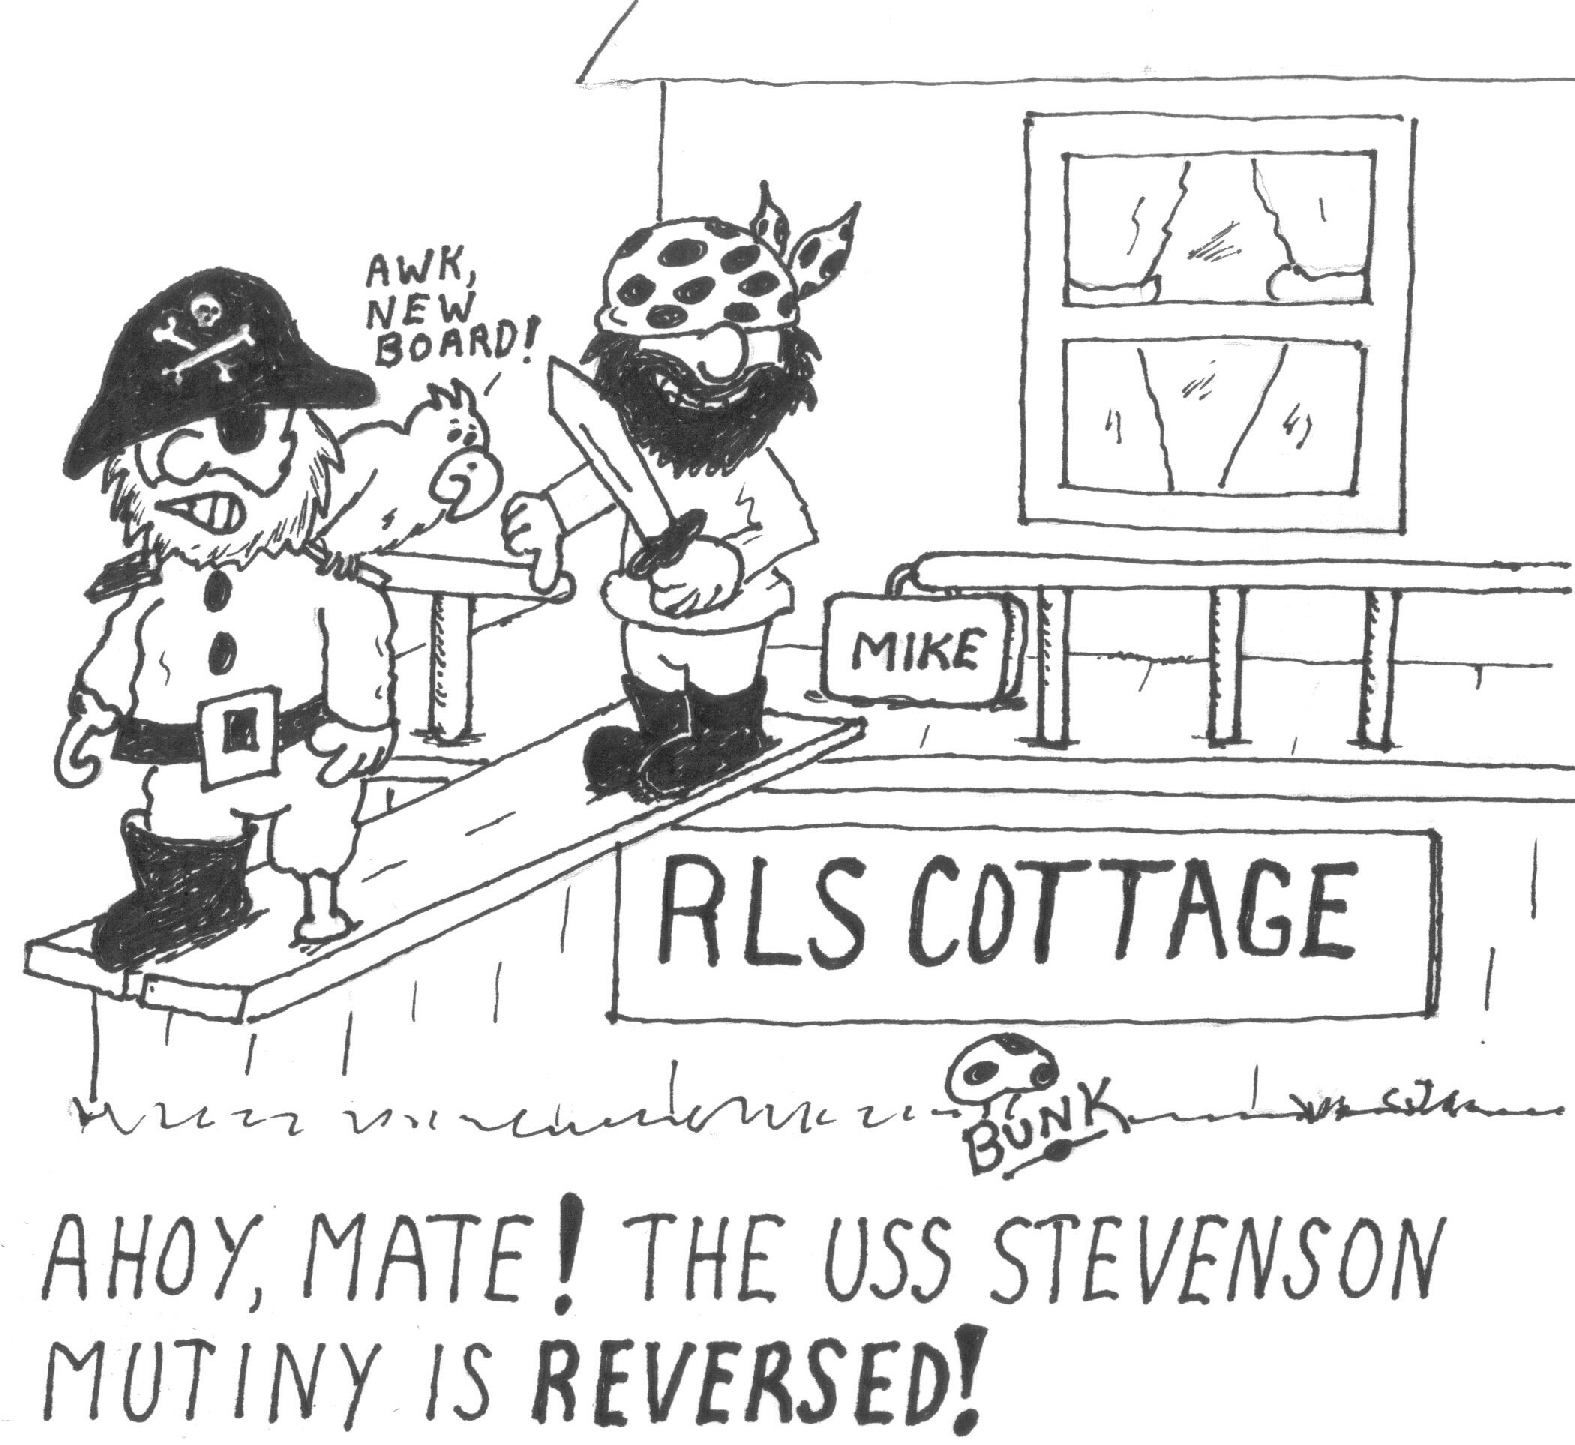 AWK,
NEW
BOARD!
MIKE
RLS COTTAGE
BUNK
AHOY, MATE! THE USS STEVENSON
MUTINY IS REVERSED!